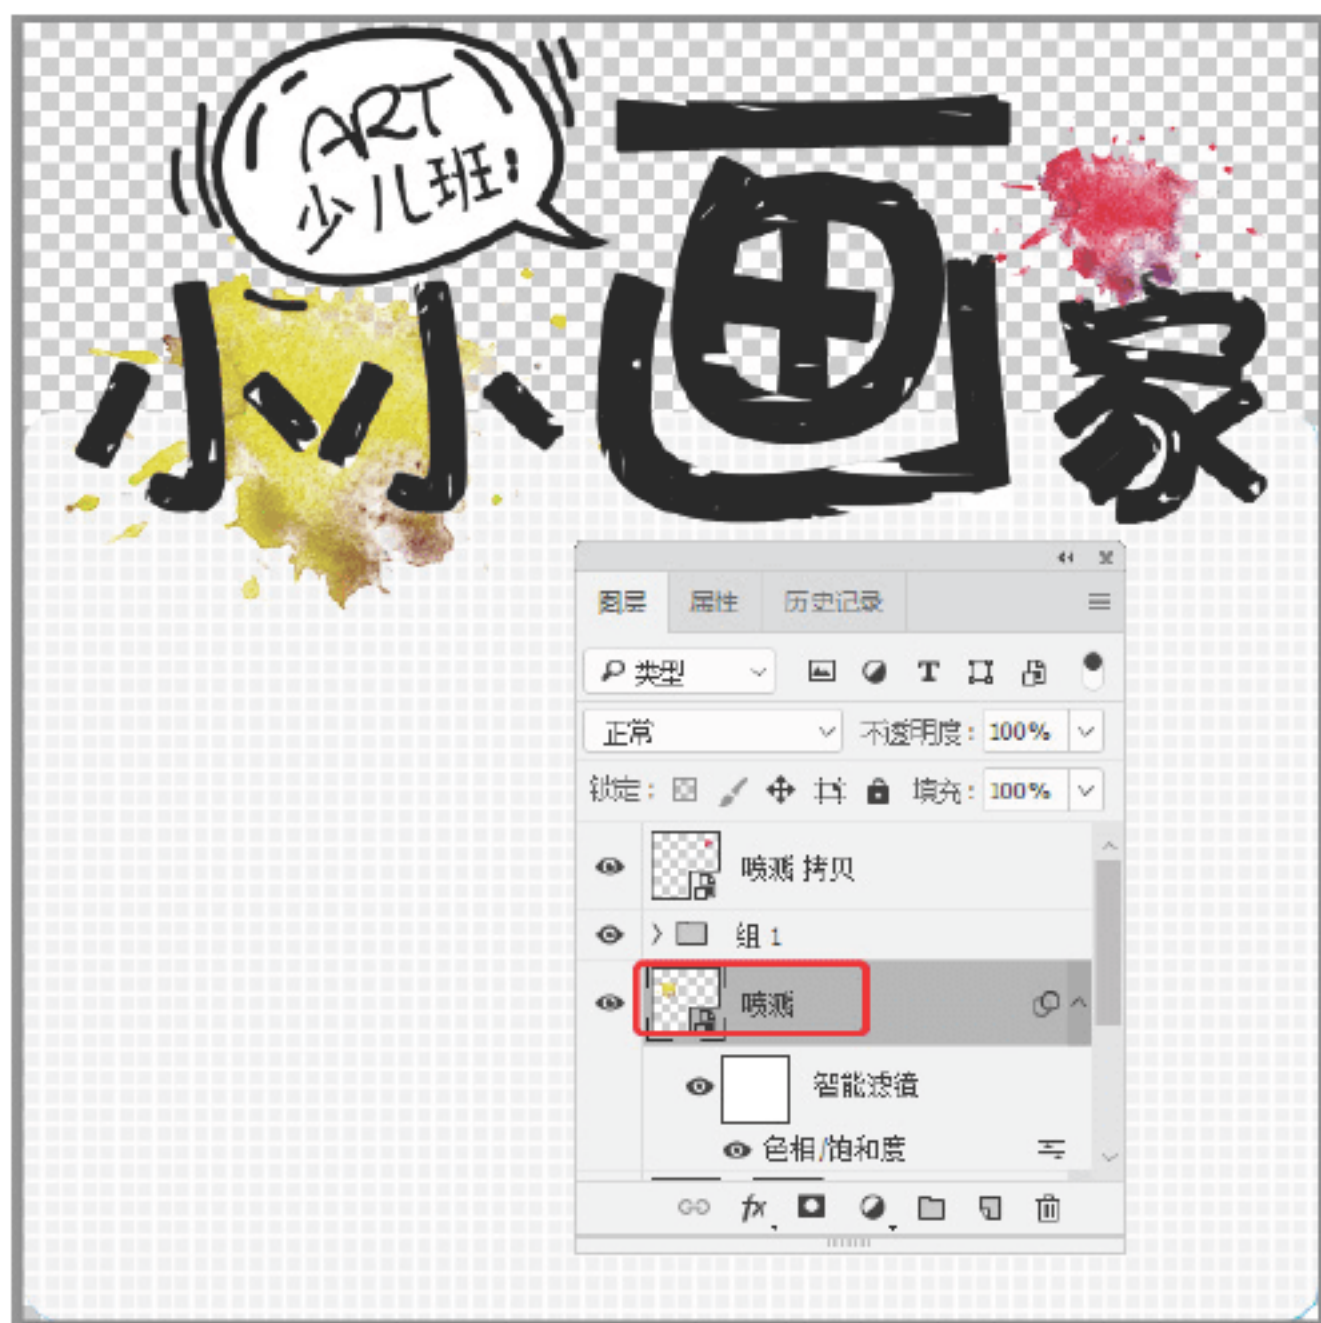 ART
少儿班
小小画家
图层 属性 历史记录
类型
正常 不透明度: 100%
锁定: 填充: 100%
喷溅 拷贝
组 1
喷溅
智能滤镜
色相/饱和度
fx